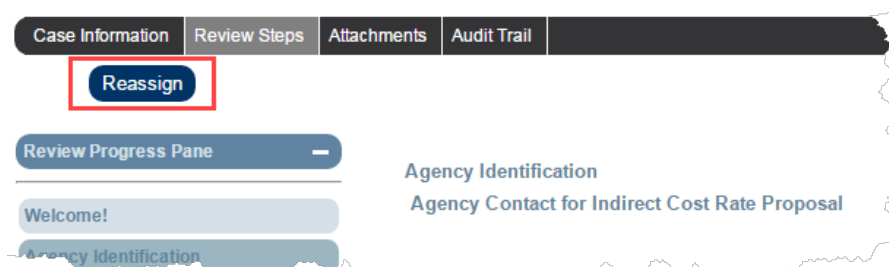 Case Information Review Steps Attachments Audit Trail
Reassign
Review Progress Pane
Agency Identification
Agency Contact for Indirect Cost Rate Proposal
Welcome!
Agency Identification